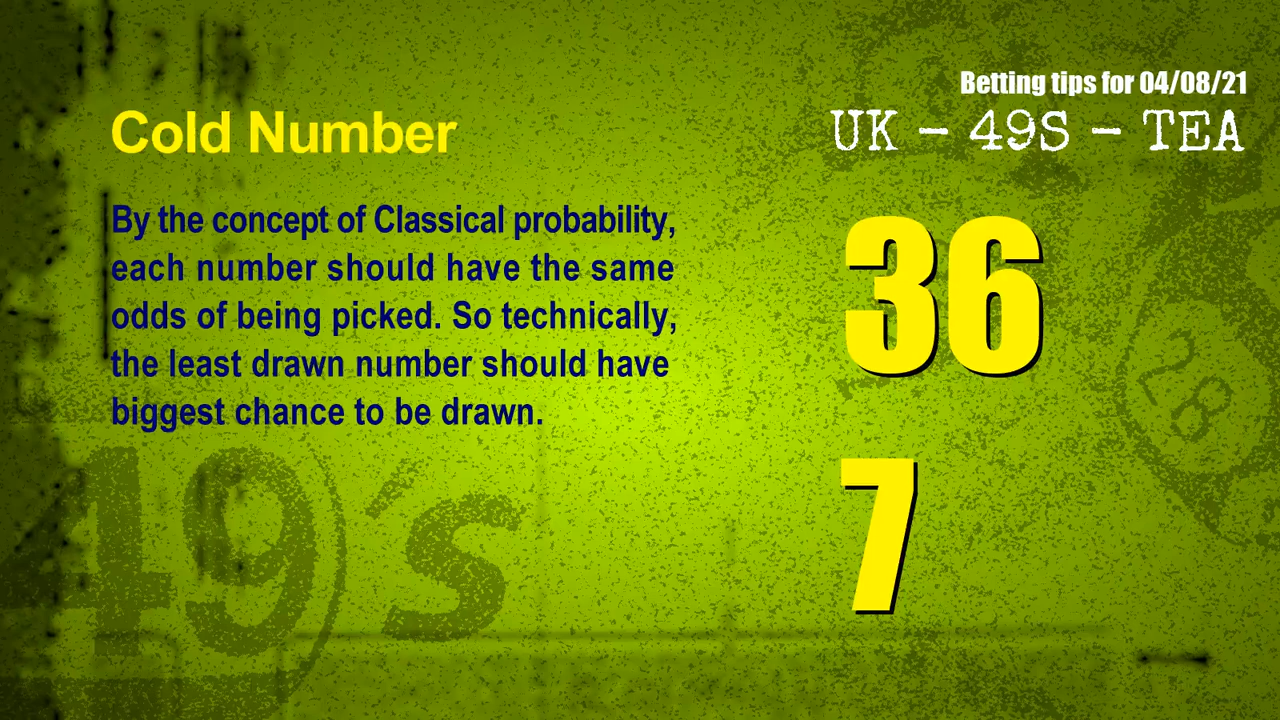 Betting tips for 04/08/21
UK - 49S - TEA
Cold Number
By the concept of Classical probability,
each number should have the same
odds of being picked. So technically,
the least drawn number should have
biggest chance to be drawn.
36
7
28
49's